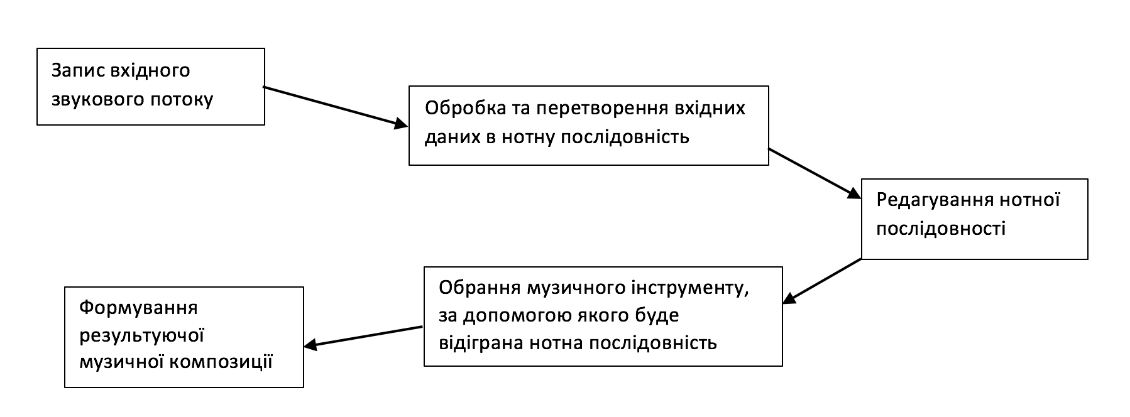 Запис вхідного
звукового потоку
Обробка та перетворення вхідних
даних в нотну послідовність
Редагування нотної
послідовності
Обрання музичного інструменту,
за допомогою якого буде
відіграна нотна послідовність
Формування
результуючої
музичної композиції